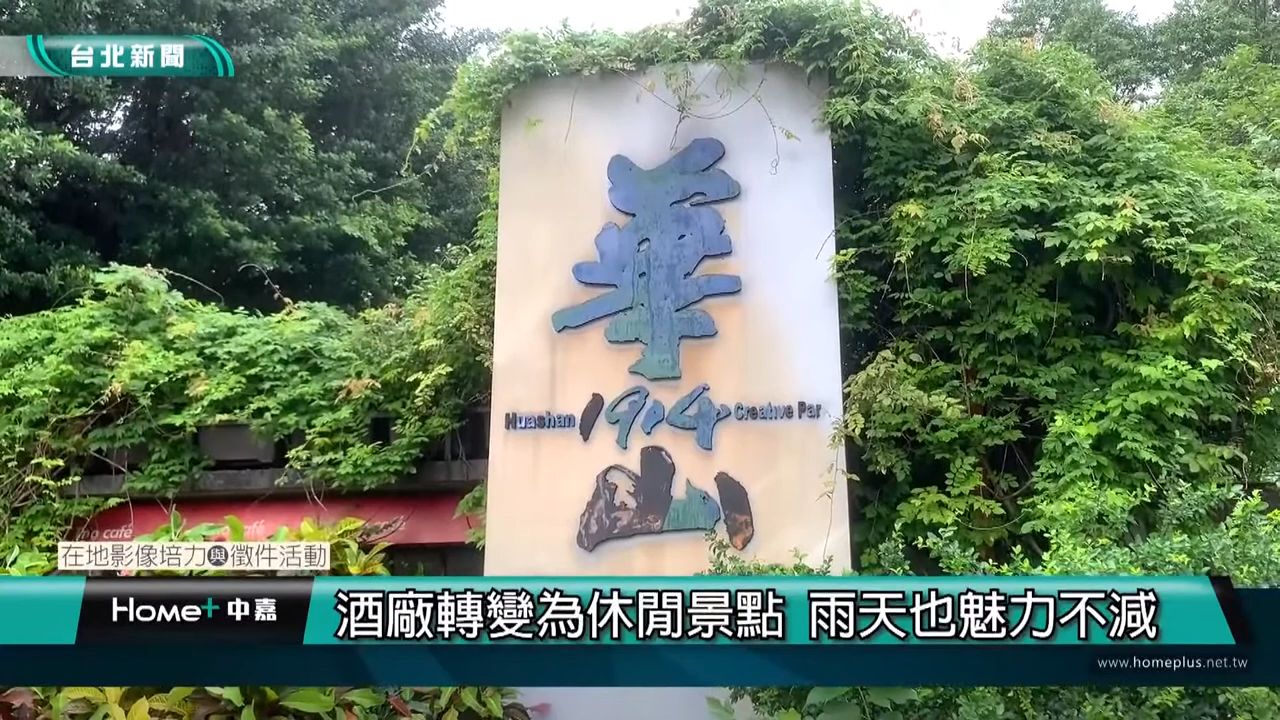 台北新聞
華
Huashan 1914 Creative Par
山
mo café
在地影像培力與徵件活動
Home+中嘉
酒廠轉變為休閒景點 雨天也魅力不減
www.homeplus.net.tw